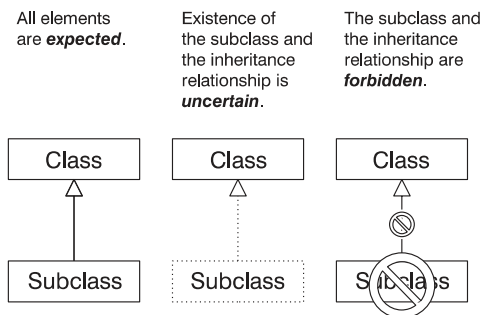 All elements
are expected.
Existence of
the subclass and
the inheritance
relationship is
uncertain.
The subclass and
the inheritance
relationship are
forbidden.
Class
Class
Class
Subclass
Subclass
Subclass